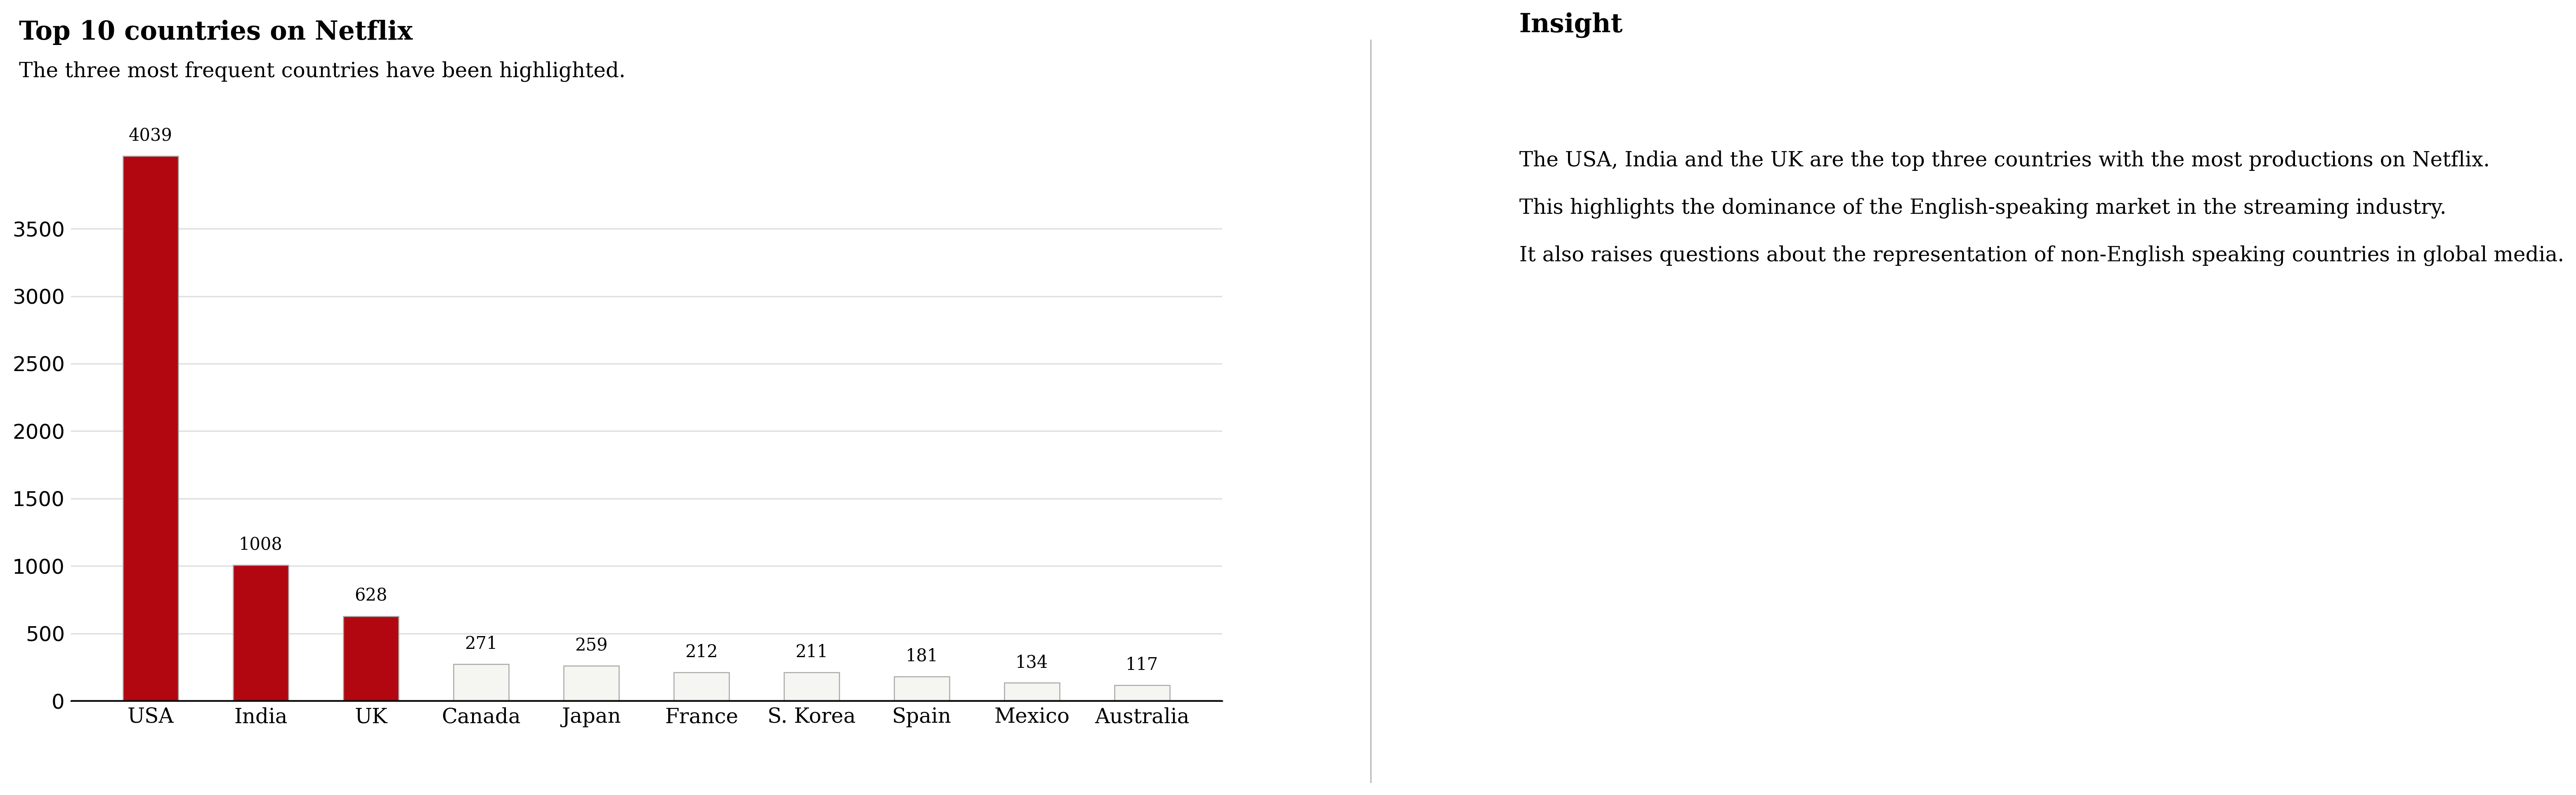 Top 10 countries on Netflix
The three most frequent countries have been highlighted.
4039
3500
3000
2500
2000
1500
1008
1000
628
500
271
259
212
211
181
134
117
0
USA
India
UK
Canada
Japan
France
S. Korea
Spain
Mexico
Australia
Insight
The USA, India and the UK are the top three countries with the most productions on Netflix.
This highlights the dominance of the English-speaking market in the streaming industry.
It also raises questions about the representation of non-English speaking countries in global media.